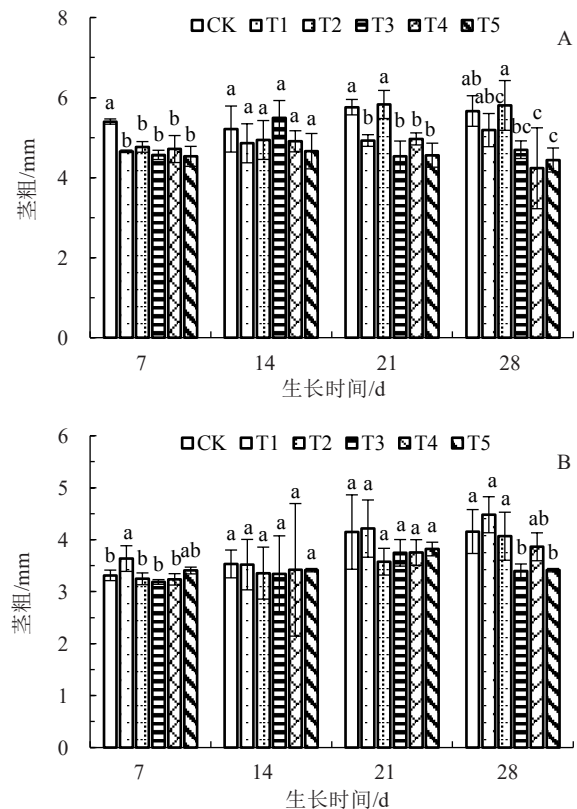 8
CK T1 T2 T3 T4 T5
A
6
4
2
0
茎粗/mm
a b b b b b
a a a a a a
a b a b b b
ab abc a bc c c
7 14 21 28
生长时间/d
6
CK T1 T2 T3 T4 T5
B
5
4
3
2
1
0
茎粗/mm
b a b b b ab
a a a a a a
a a a a a a
a a a b ab b
7 14 21 28
生长时间/d